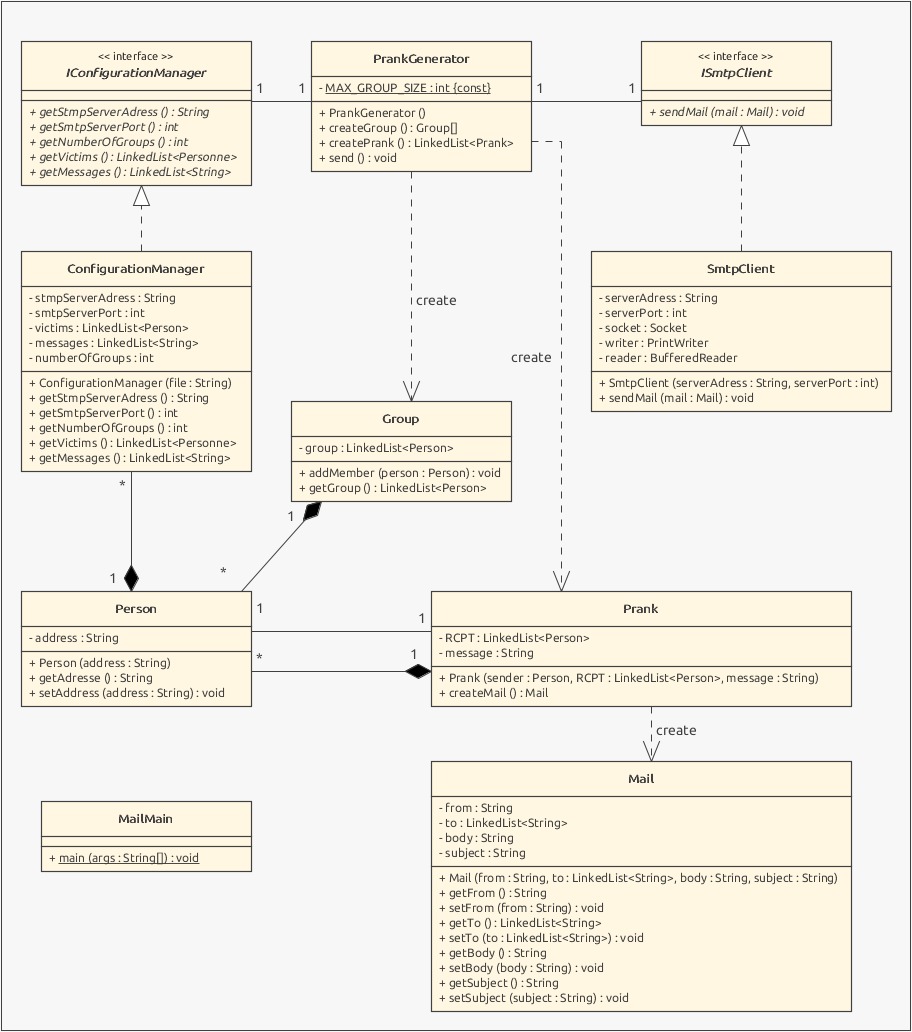 << interface >>
IConfigurationManager
+ getStmpServerAdress () : String
+ getSmtpServerPort () : int
+ getNumberOfGroups () : int
+ getVictims () : LinkedList<Personne>
+ getMessages () : LinkedList<String>
1
1
PrankGenerator
- MAX_GROUP_SIZE : int {const}
+ PrankGenerator ()
+ createGroup () : Group[]
+ createPrank () : LinkedList<Prank>
+ send () : void
1
1
<< interface >>
ISmtpClient
+ sendMail (mail : Mail) : void
ConfigurationManager
- stmpServerAdress : String
- smtpServerPort : int
- victims : LinkedList<Person>
- messages : LinkedList<String>
- numberOfGroups : int
+ ConfigurationManager (file : String)
+ getStmpServerAdress () : String
+ getSmtpServerPort () : int
+ getNumberOfGroups () : int
+ getVictims () : LinkedList<Personne>
+ getMessages () : LinkedList<String>
create
create
SmtpClient
- serverAdress : String
- serverPort : int
- socket : Socket
- writer : PrintWriter
- reader : BufferedReader
+ SmtpClient (serverAdress : String, serverPort : int)
+ sendMail (mail : Mail) : void
Group
- group : LinkedList<Person>
+ addMember (person : Person) : void
+ getGroup () : LinkedList<Person>
*
1
1
*
Person
- address : String
+ Person (address : String)
+ getAdresse () : String
+ setAddress (address : String) : void
1
1
*
1
Prank
- RCPT : LinkedList<Person>
- message : String
+ Prank (sender : Person, RCPT : LinkedList<Person>, message : String)
+ createMail () : Mail
create
MailMain
+ main (args : String[]) : void
Mail
- from : String
- to : LinkedList<String>
- body : String
- subject : String
+ Mail (from : String, to : LinkedList<String>, body : String, subject : String)
+ getFrom () : String
+ setFrom (from : String) : void
+ getTo () : LinkedList<String>
+ setTo (to : LinkedList<String>) : void
+ getBody () : String
+ setBody (body : String) : void
+ getSubject () : String
+ setSubject (subject : String) : void